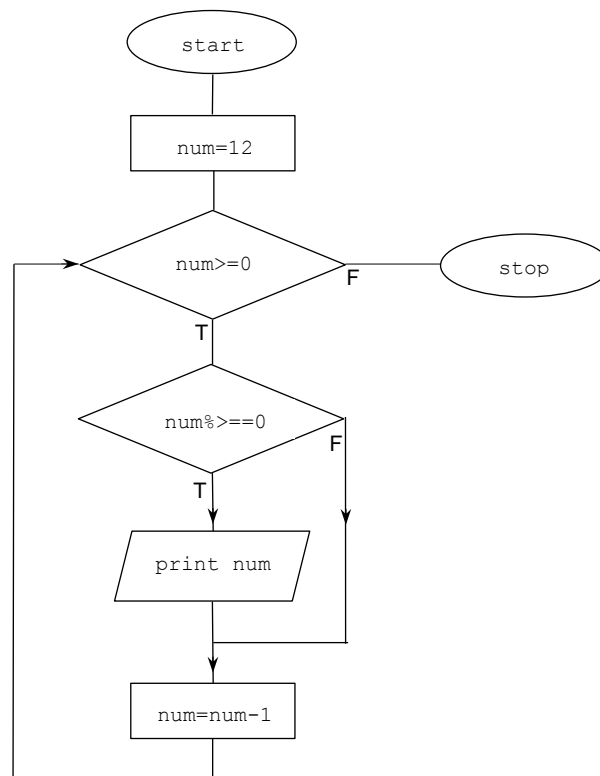 start
num=12
num>=0
F
stop
T
num%>==0
F
T
print num
num=num-1